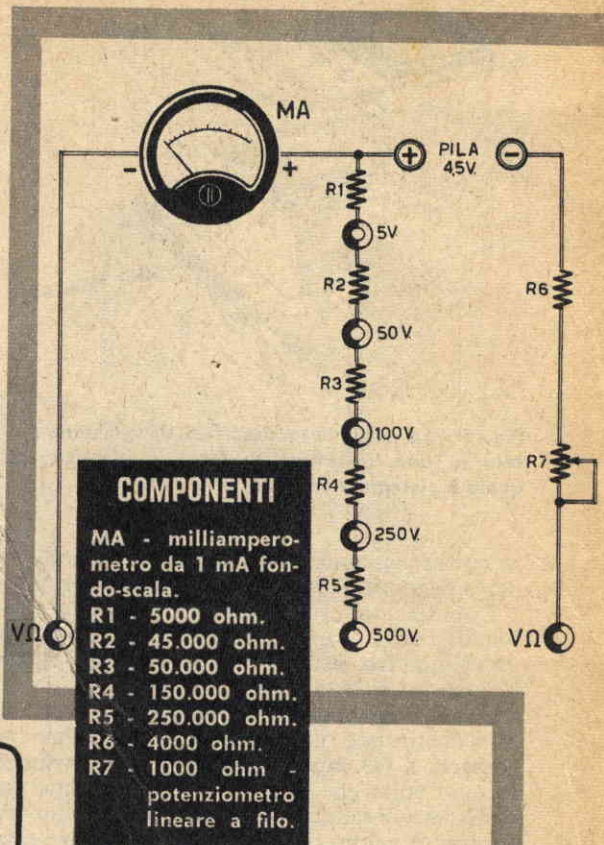 MA
-
+
+
PILA
4,5V.
-
R1
5V
R2
50V.
R3
100V.
R4
250V.
R5
500V.
R6
R7
VΩ
VΩ
COMPONENTI
MA - milliampero-
metro da 1 mA fon-
do-scala.
R1 - 5000 ohm.
R2 - 45.000 ohm.
R3 - 50.000 ohm.
R4 - 150.000 ohm.
R5 - 250.000 ohm.
R6 - 4000 ohm.
R7 - 1000 ohm -
potenziometro
lineare a filo.